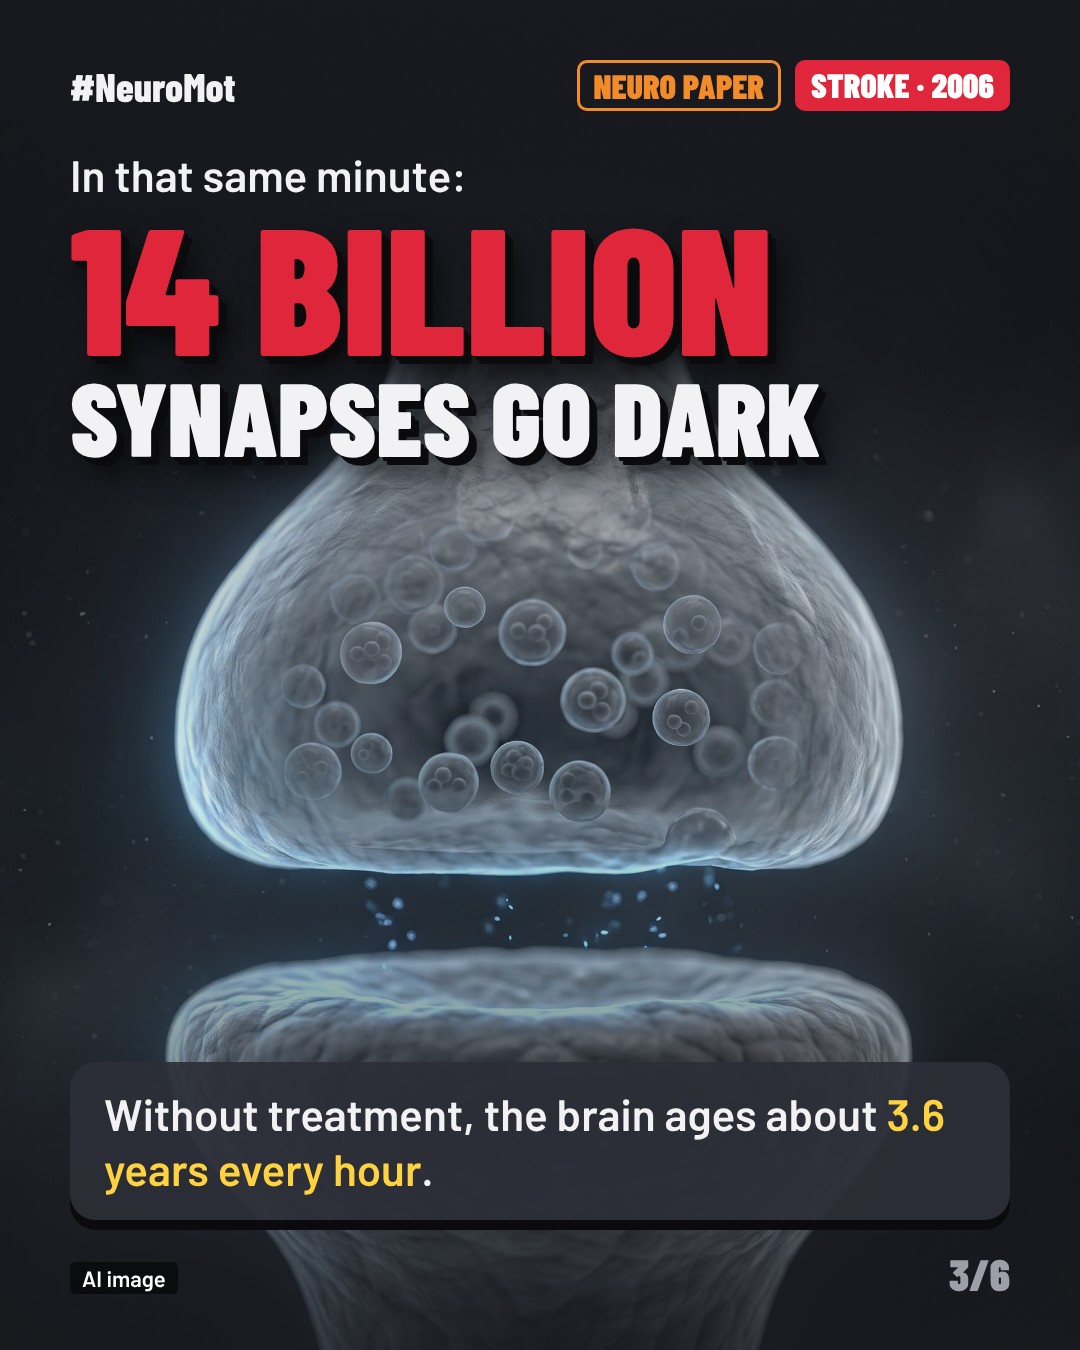 #NeuroMot
NEURO PAPER
STROKE · 2006
In that same minute:
14 BILLION
SYNAPSES GO DARK
Without treatment, the brain ages about 3.6
years every hour.
AI image
3/6